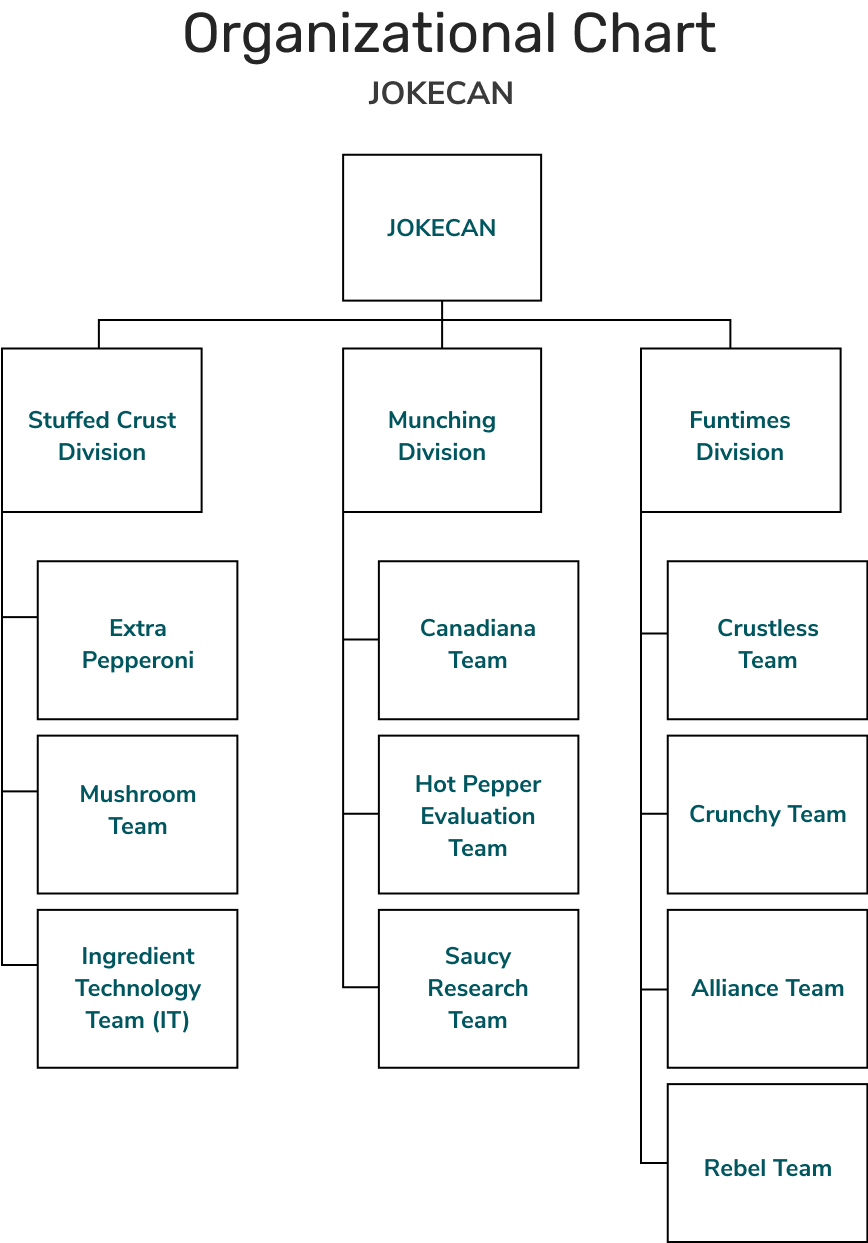 Organizational Chart
JOKECAN
JOKECAN
Stuffed Crust
Division
Munching
Division
Funtimes
Division
Extra
Pepperoni
Mushroom
Team
Ingredient
Technology
Team (IT)
Canadiana
Team
Hot Pepper
Evaluation
Team
Saucy
Research
Team
Crustless
Team
Crunchy Team
Alliance Team
Rebel Team